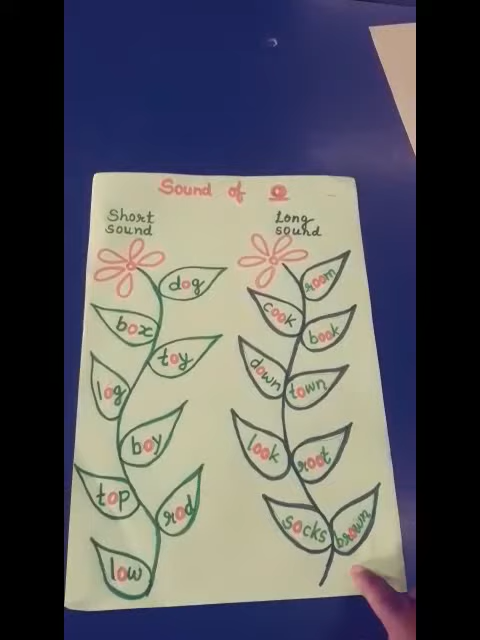 Sound of O
Short
sound
dog
box
toy
log
boy
top
rod
low
Long
sound
room
cook
book
down
town
look
root
socks
brown